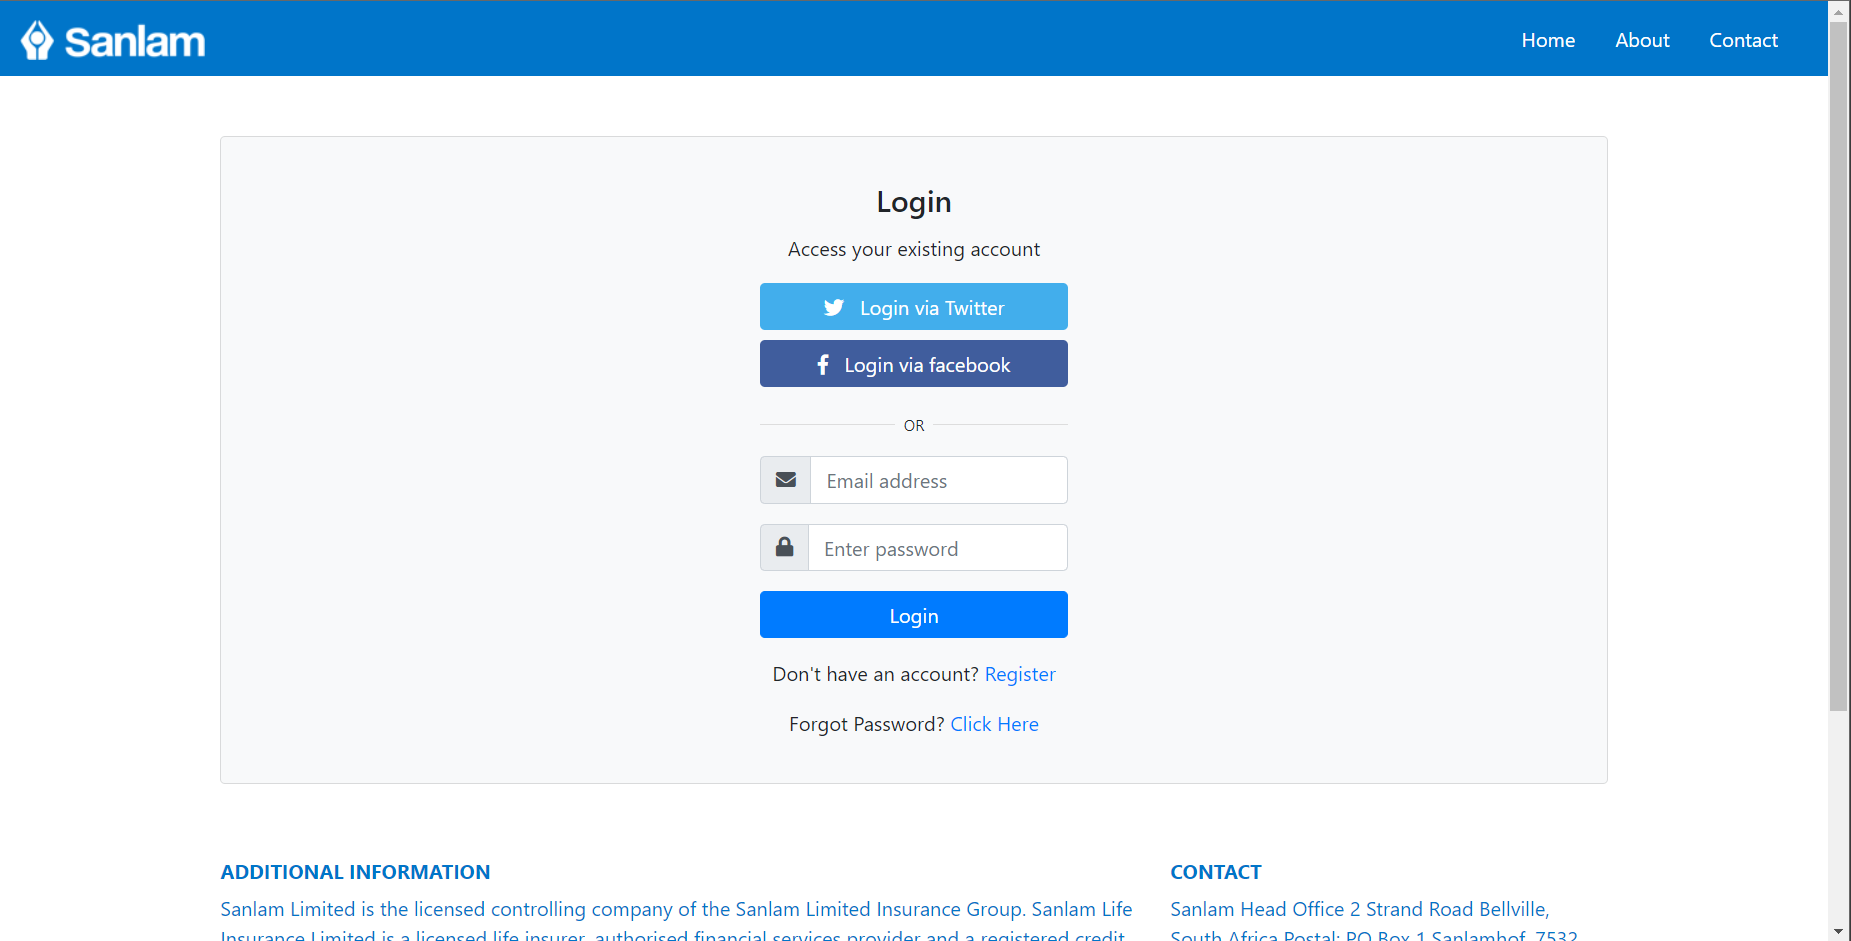 Sanlam
Home About Contact
Login
Access your existing account
Login via Twitter
Login via facebook
OR
Email address
Enter password
Login
Don't have an account? Register
Forgot Password? Click Here
ADDITIONAL INFORMATION
Sanlam Limited is the licensed controlling company of the Sanlam Limited Insurance Group. Sanlam Life
Insurance Limited is a licensed life insurer, authorised financial services provider and a registered credit
CONTACT
Sanlam Head Office 2 Strand Road Bellville,
South Africa Postal: PO Box 1 Sanlamhof, 7532